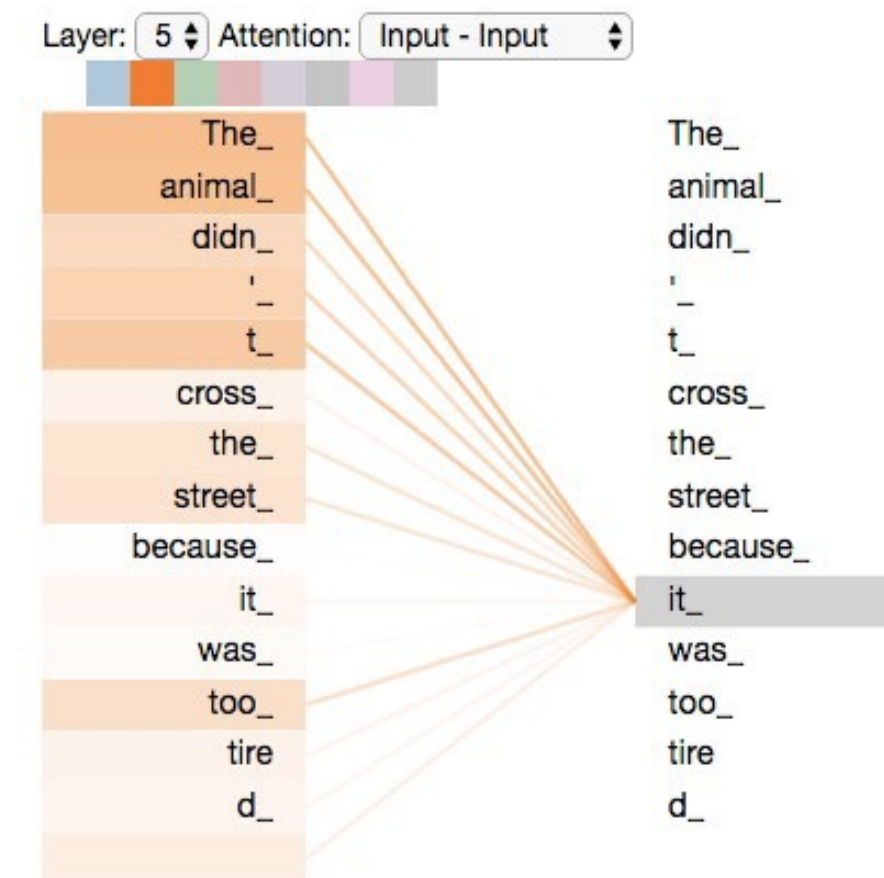 Layer: 5 Attention: Input - Input
The_ The_
animal_ animal_
didn_ didn_
'_ '_
t_ t_
cross_ cross_
the_ the_
street_ street_
because_ because_
it_ it_
was_ was_
too_ too_
tire tire
d_ d_